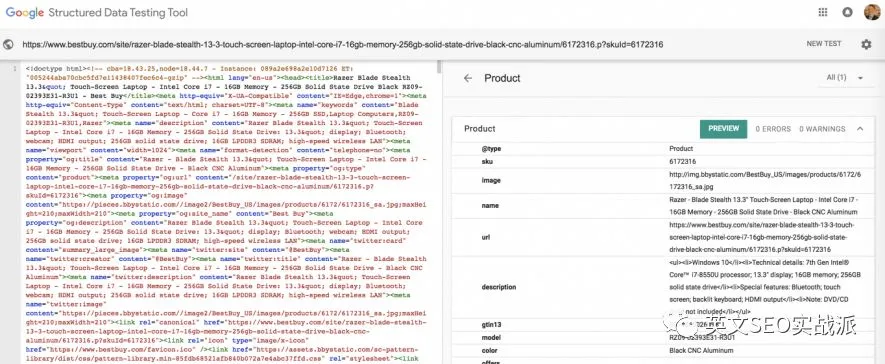 Google Structured Data Testing Tool
https://www.bestbuy.com/site/razer-blade-stealth-13-3-touch-screen-laptop-intel-core-i7-16gb-memory-256gb-solid-state-drive-black-cnc-aluminum/6172316.p?skuId=6172316
NEW TEST
1 <!doctype html><!-- cba=18.43.25,node=18.44.7 - Instance: 089a2e698a2e10d7126 ET:
"005244aba70cbc5fd7e11438407fec6c4-gzip" --><html lang="en-us"><head><title>Razer Blade Stealth
13.3&quot; Touch-Screen Laptop - Intel Core i7 - 16GB Memory - 256GB Solid State Drive Black RZ09-
02393E31-R3U1 - Best Buy</title><meta http-equiv="X-UA-Compatible" content="IE=Edge,chrome=1"><meta
http-equiv="Content-Type" content="text/html; charset=UTF-8"><meta name="keywords" content="Blade
Stealth 13.3&quot; Touch-Screen Laptop - Intel Core i7 - 16GB Memory - 256GB SSD,Laptop Computers,RZ09-
02393E31-R3U1"><meta name="description" content="Razer Blade Stealth 13.3&quot; Touch-Screen
Laptop - Intel Core i7 - 16GB Memory - 256GB Solid State Drive: 13.3&quot; display; Bluetooth;
webcam; HDMI output; 256GB solid state drive; 16GB LPDDR3 SDRAM; high-speed wireless LAN"><meta
name="viewport" content="width=1024"><meta name="format-detection" content="telephone=no"><meta
property="og:title" content="Razer - Blade Stealth 13.3&quot; Touch-Screen Laptop - Intel Core i7 -
16GB Memory - 256GB Solid State Drive - Black CNC Aluminum"><meta property="og:type"
content="product"><meta property="og:url" content="/site/razer-blade-stealth-13-3-touch-screen-
laptop-intel-core-i7-16gb-memory-256gb-solid-state-drive-black-cnc-aluminum/6172316.p?
skuId=6172316"><meta property="og:image"
content="https://pisces.bbystatic.com//image2/BestBuy_US/images/products/6172/6172316_sa.jpg;maxHei
ght=210;maxWidth=210"><meta property="og:site_name" content="Best Buy"><meta
property="og:description" content="Razer Blade Stealth 13.3&quot; Touch-Screen Laptop - Intel Core
i7 - 16GB Memory - 256GB Solid State Drive: 13.3&quot; display; Bluetooth; webcam; HDMI output;
256GB solid state drive; 16GB LPDDR3 SDRAM; high-speed wireless LAN"><meta name="twitter:card"
content="summary_large_image"><meta name="twitter:site" content="@BestBuy"><meta
name="twitter:creator" content="@BestBuy"><meta name="twitter:title" content="Razer - Blade Stealth
13.3&quot; Touch-Screen Laptop - Intel Core i7 - 16GB Memory - 256GB Solid State Drive - Black CNC
Aluminum"><meta name="twitter:description" content="Razer Blade Stealth 13.3&quot; Touch-Screen
Laptop - Intel Core i7 - 16GB Memory - 256GB Solid State Drive: 13.3&quot; display; Bluetooth;
webcam; HDMI output; 256GB solid state drive; 16GB LPDDR3 SDRAM; high-speed wireless LAN"><meta
name="twitter:image"
content="https://pisces.bbystatic.com//image2/BestBuy_US/images/products/6172/6172316_sa.jpg;maxHei
ght=210;maxWidth=210"><link rel="canonical" href="https://www.bestbuy.com/site/razer-blade-stealth-
13-3-touch-screen-laptop-intel-core-i7-16gb-memory-256gb-solid-state-drive-black-cnc-
aluminum/6172316.p?skuId=6172316"><link rel="icon" type="image/x-icon"
href="https://www.bestbuy.com/favicon.ico" /><link href="https://assets.bbystatic.com/sc-pattern-
Product
All (1)
Product
PREVIEW 0 ERRORS 0 WARNINGS
@type Product
sku 6172316
image http://img.bbystatic.com/BestBuy_US/images/products/6172/6172316_sa.jpg
name Razer - Blade Stealth 13.3" Touch-Screen Laptop - Intel Core i7 - 16GB Memory - 256GB Solid State Drive - Black CNC Aluminum
url https://www.bestbuy.com/site/razer-blade-stealth-13-3-touch-screen-laptop-intel-core-i7-16gb-memory-256gb-solid-state-drive-black-cnc-aluminum/6172316.p?skuId=6172316
description <ul><li>Windows 10</li><li>Technical details: 7th Gen Intel® Core™ i7-8550U processor; 13.3" display; 16GB memory; 256GB solid state drive</li><li>Special features: Bluetooth; touch screen; backlit keyboard; HDMI output</li><li>Note: DVD/CD not included</li></ul>
gtin13
model RZ09-02393E31-R3U1
color Black CNC Aluminum
offers
英文SEO实战派